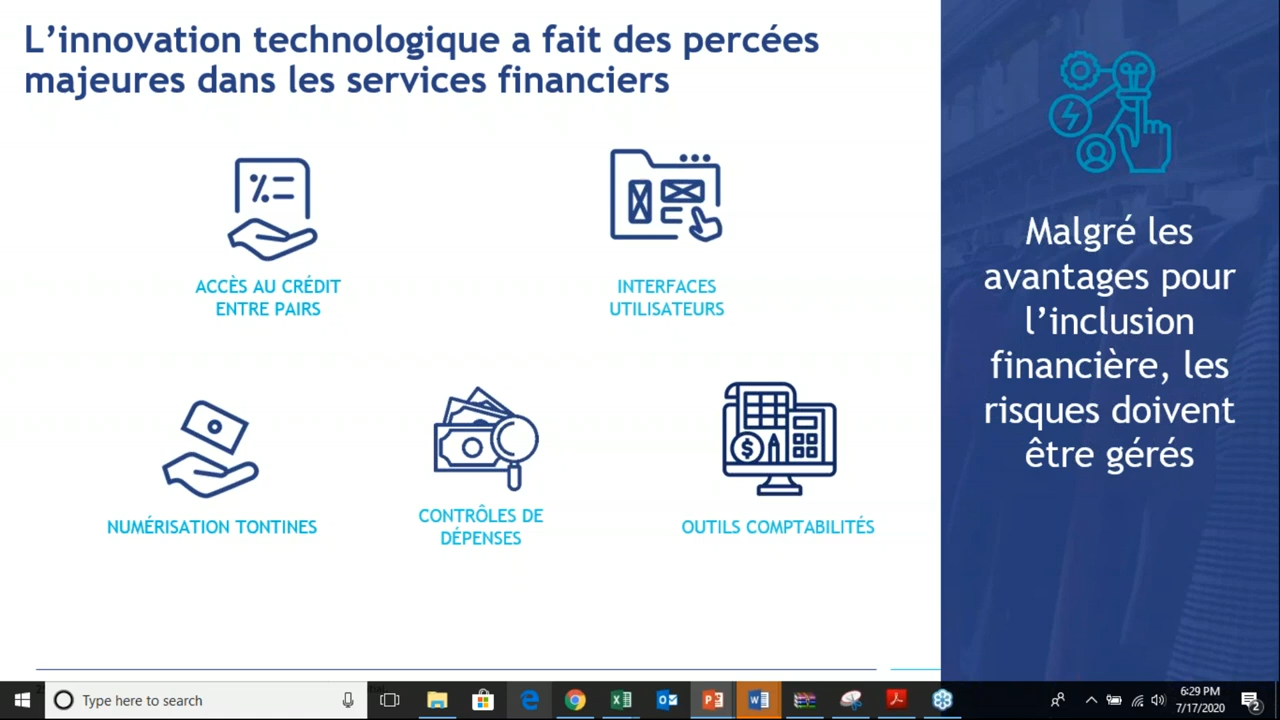 L’innovation technologique a fait des percées
majeures dans les services financiers
ACCÈS AU CRÉDIT
ENTRE PAIRS
INTERFACES
UTILISATEURS
NUMÉRISATION TONTINES
CONTRÔLES DE
DÉPENSES
OUTILS COMPTABILITÉS
Malgré les
avantages pour
l’inclusion
financière, les
risques doivent
être gérés
Type here to search
6:29 PM
7/17/2020
2